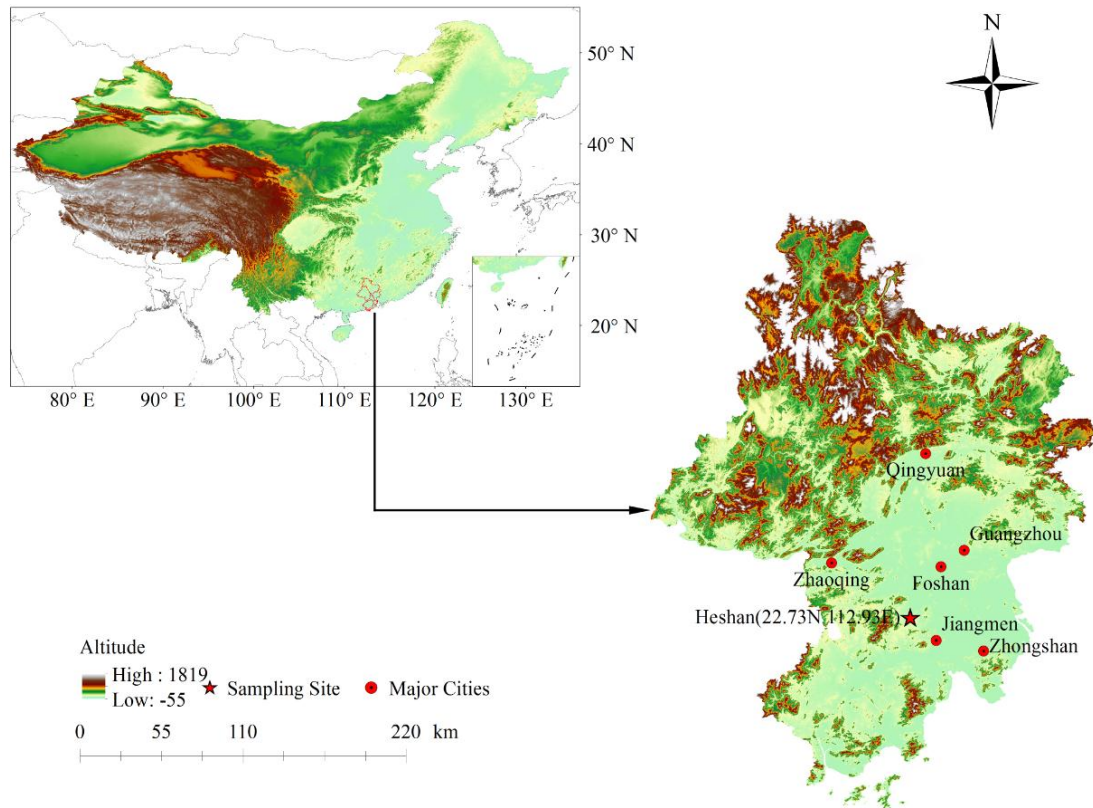 N
50° N
40° N
30° N
20° N
80° E
90° E
100° E
110° E
120° E
130° E
Qingyuan
Guangzhou
Zhaoqing
Foshan
Heshan(22.73N,112.93E)
Jiangmen
Zhongshan
Altitude
High : 1819
Low: -55
Sampling Site
Major Cities
0 55 110 220 km